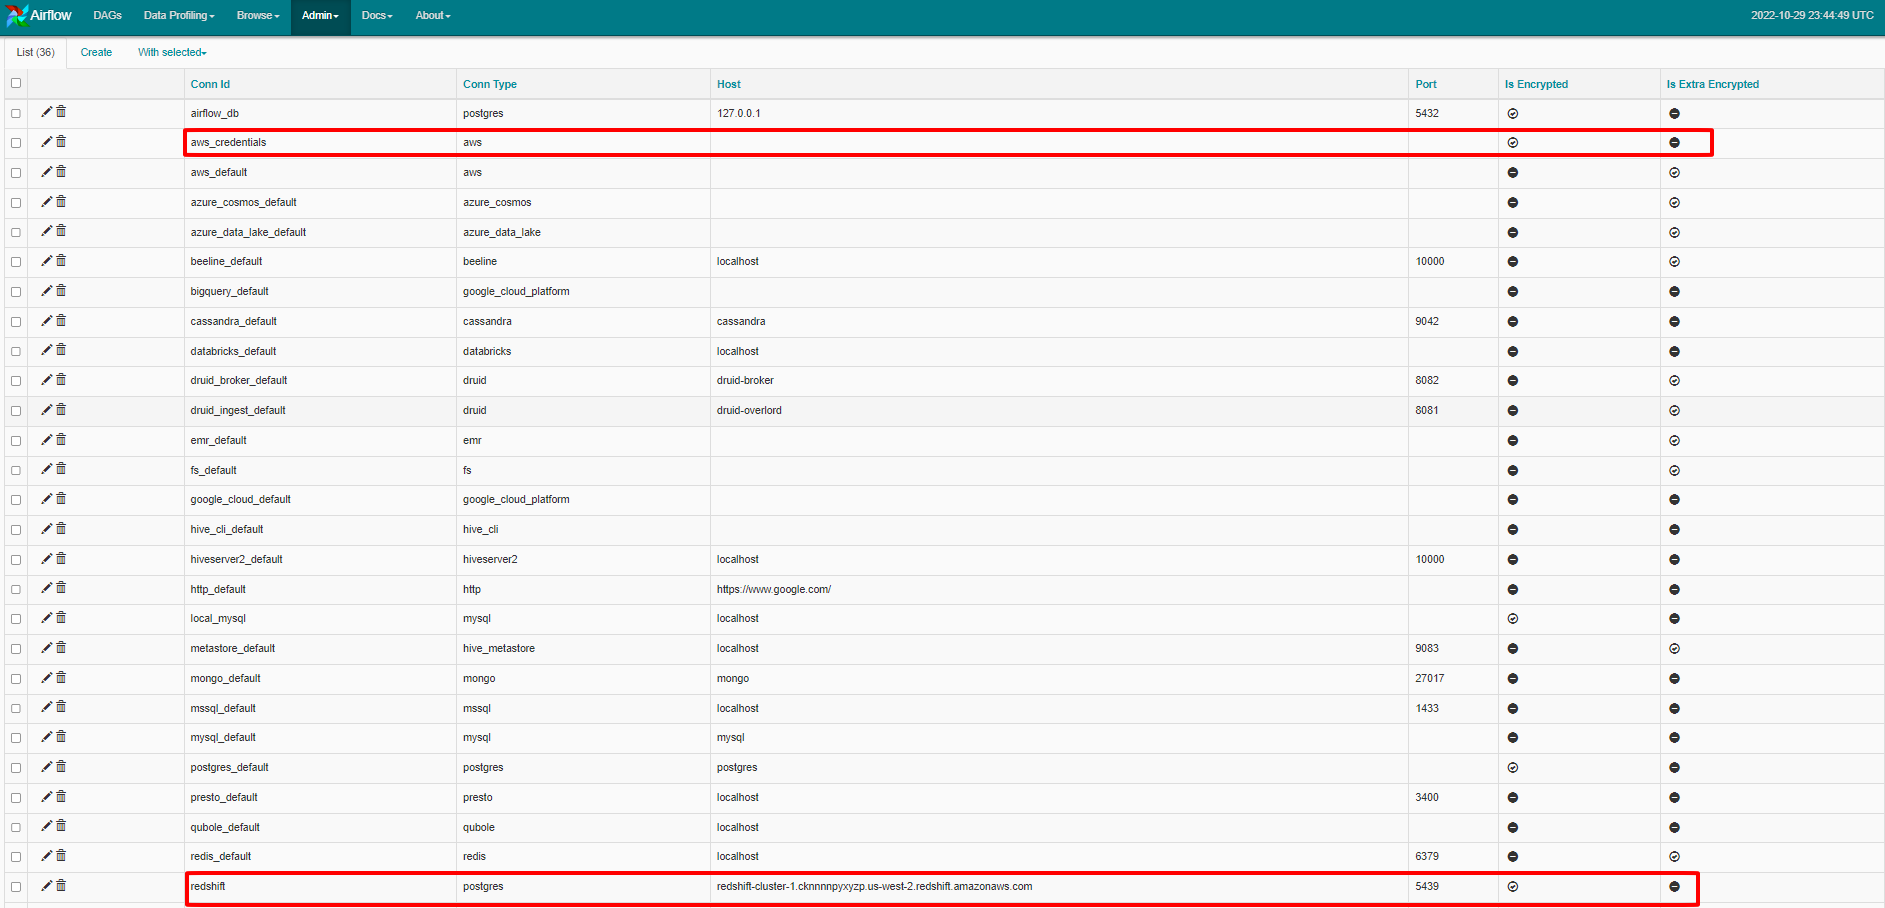 Airflow DAGs Data Profiling Browse Admin Docs About 2022-10-29 23:44:49 UTC
List (36) Create With selected
Conn Id Conn Type Host Port Is Encrypted Is Extra Encrypted
airflow_db postgres 127.0.0.1 5432
aws_credentials aws
aws_default aws
azure_cosmos_default azure_cosmos
azure_data_lake_default azure_data_lake
beeline_default beeline localhost 10000
bigquery_default google_cloud_platform
cassandra_default cassandra cassandra 9042
databricks_default databricks localhost
druid_broker_default druid druid-broker 8082
druid_ingest_default druid druid-overlord 8081
emr_default emr
fs_default fs
google_cloud_default google_cloud_platform
hive_cli_default hive_cli
hiveserver2_default hiveserver2 localhost 10000
http_default http https://www.google.com/
local_mysql mysql localhost
metastore_default hive_metastore localhost 9083
mongo_default mongo mongo 27017
mssql_default mssql localhost 1433
mysql_default mysql mysql
postgres_default postgres postgres
presto_default presto localhost 3400
qubole_default qubole localhost
redis_default redis localhost 6379
redshift postgres redshift-cluster-1.cknnnnpyxyzp.us-west-2.redshift.amazonaws.com 5439